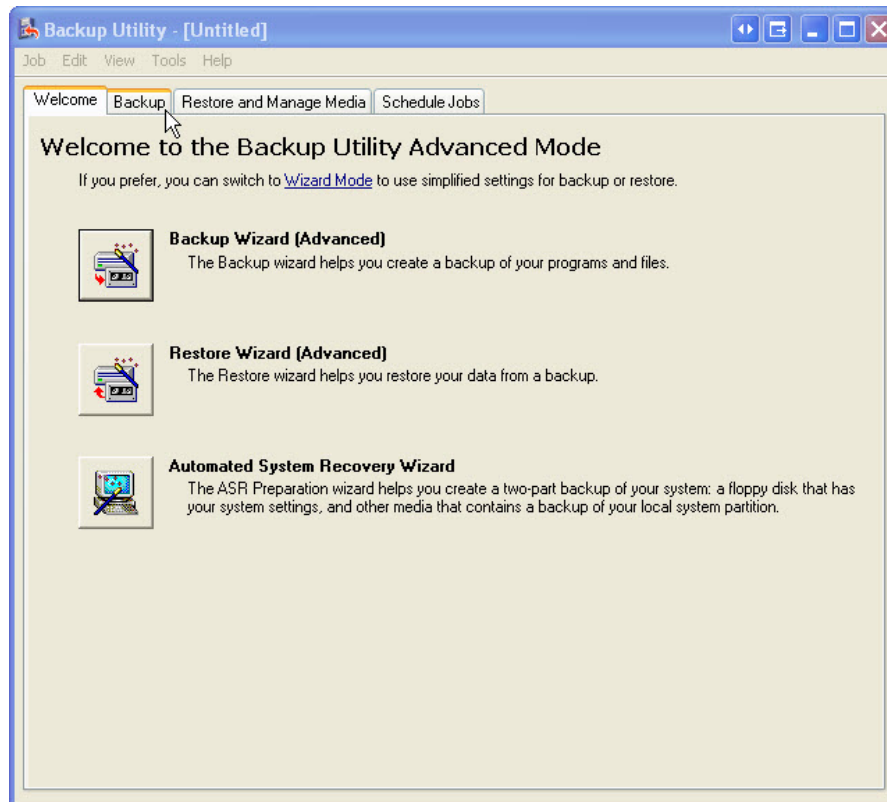 Backup Utility - [Untitled]
Job Edit View Tools Help
Welcome Backup Restore and Manage Media Schedule Jobs
Welcome to the Backup Utility Advanced Mode
If you prefer, you can switch to Wizard Mode to use simplified settings for backup or restore.
Backup Wizard (Advanced)
The Backup wizard helps you create a backup of your programs and files.
Restore Wizard (Advanced)
The Restore wizard helps you restore your data from a backup.
Automated System Recovery Wizard
The ASR Preparation wizard helps you create a two-part backup of your system: a floppy disk that has
your system settings, and other media that contains a backup of your local system partition.